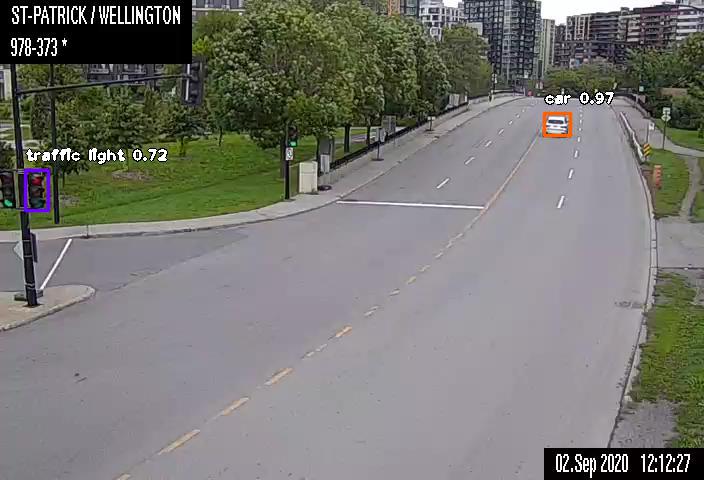 ST-PATRICK / WELLINGTON
978-373 *
car 0.97
traffic light 0.72
02.Sep 2020 12:12:27